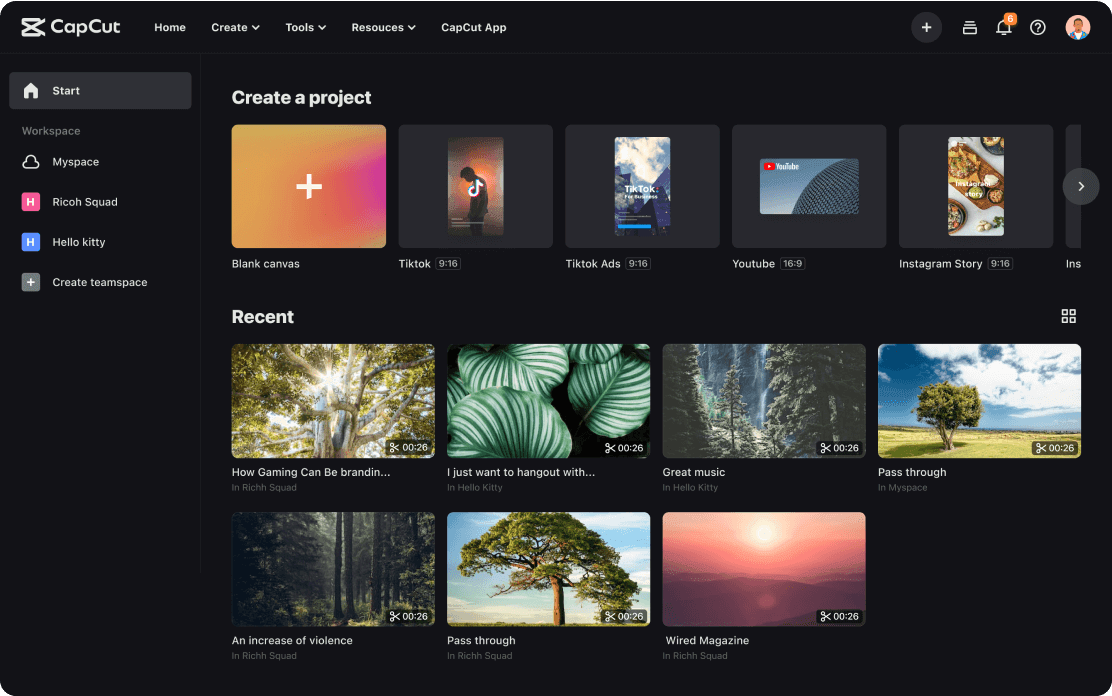 CapCut
Home
Create
Tools
Resouces
CapCut App
6
Start
Workspace
Myspace
H
Ricoh Squad
H
Hello kitty
Create teamspace
Create a project
TikTok
For Business
YouTube
Instagram
story
Blank canvas
Tiktok 9:16
Tiktok Ads 9:16
Youtube 16:9
Instagram Story 9:16
Ins
Recent
00:26
00:26
00:26
00:26
How Gaming Can Be brandin...
I just want to hangout with...
Great music
Pass through
In Richh Squad
In Hello Kitty
In Hello Kitty
In Myspace
00:26
00:26
00:26
An increase of violence
Pass through
Wired Magazine
In Richh Squad
In Richh Squad
In Richh Squad